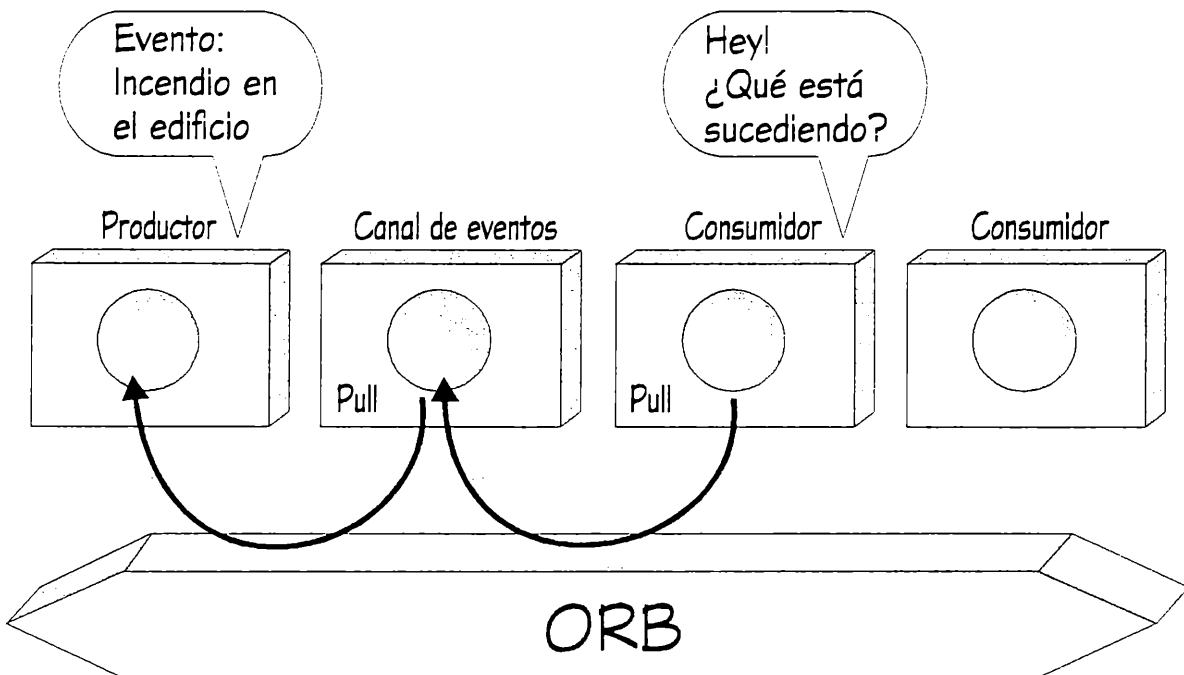 Evento:
Incendio en
el edificio
Hey!
¿Qué está
sucediendo?
Productor
Canal de eventos
Consumidor
Consumidor
Pull
Pull
ORB